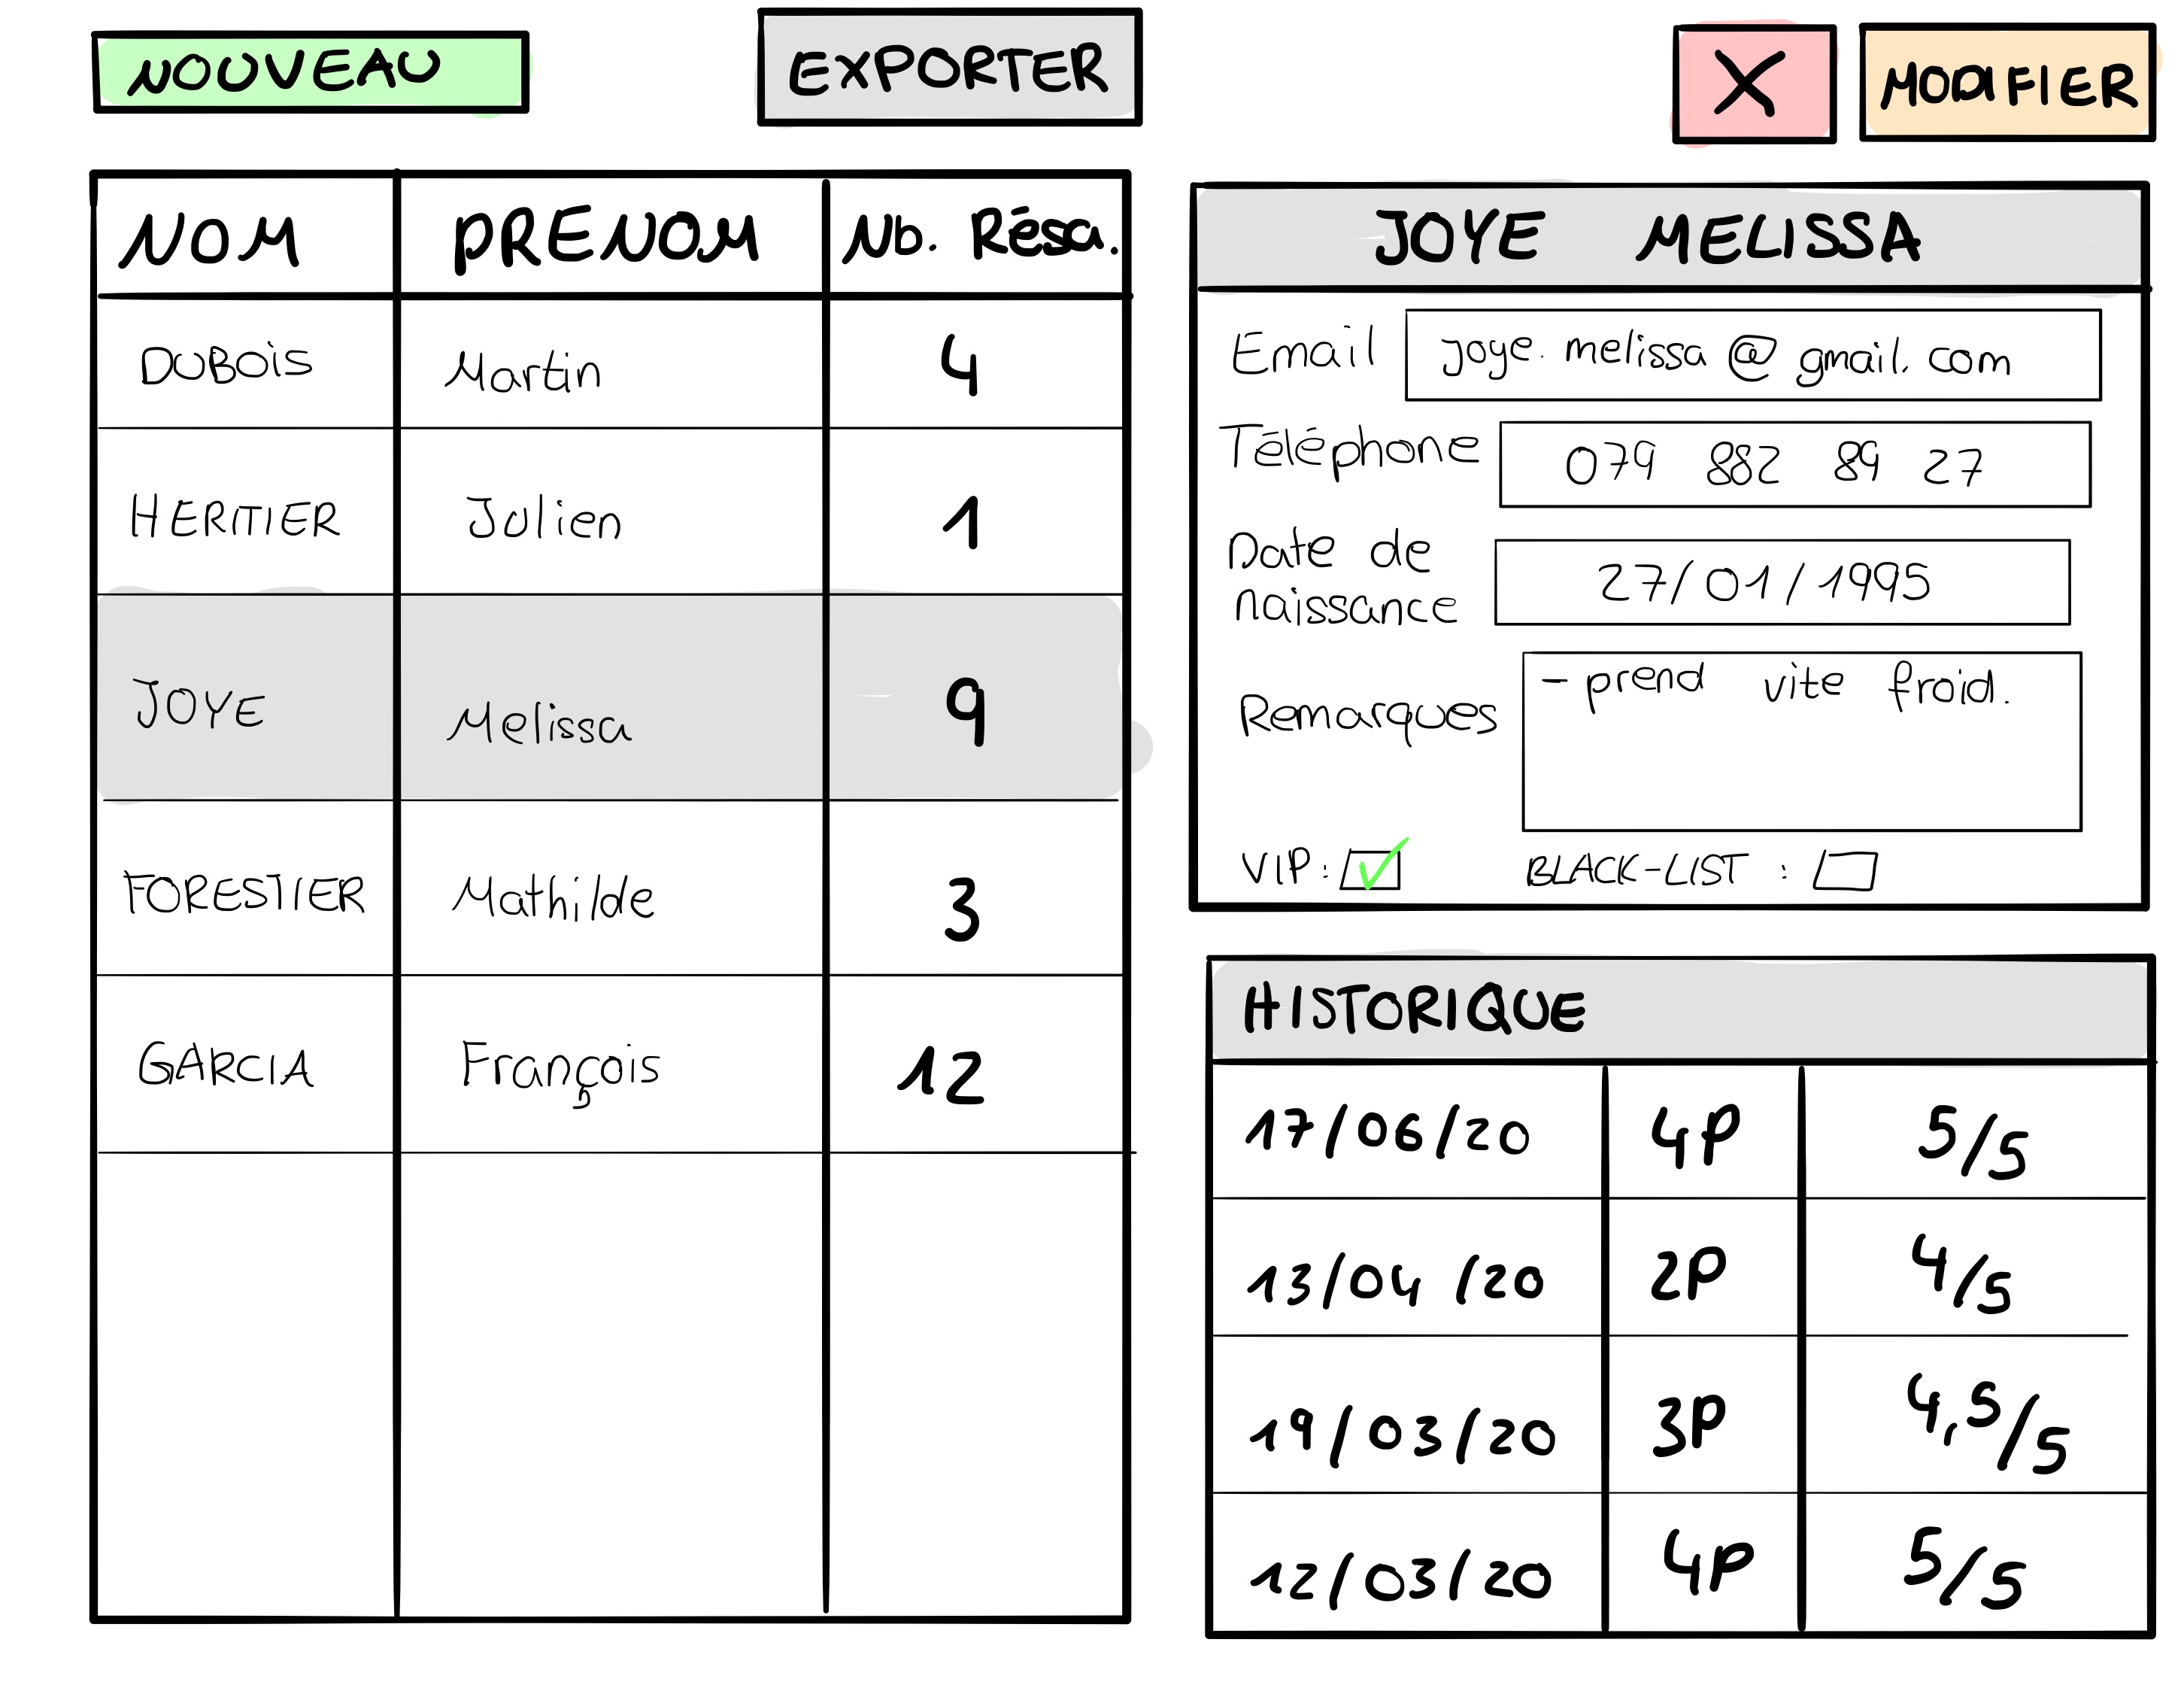 NOUVEAU
EXPORTER
X
MODIFIER
NOM PRENOM Nb. Résa.
DUBOIS Martin 4
HERITIER Julien 1
JOYE Melissa 9
FORESTIER Mathilde 3
GARCIA François 12
JOYE MELISSA
Email joye.melissa@gmail.com
Téléphone 079 882 89 27
Date de
naissance 27/01/1995
Remarques - prend vite froid.
VIP: BLACK-LIST :
HISTORIQUE
17/06/20 4P 5/5
13/04/20 2P 4/5
19/03/20 3P 4,5/5
12/03/20 4P 5/5